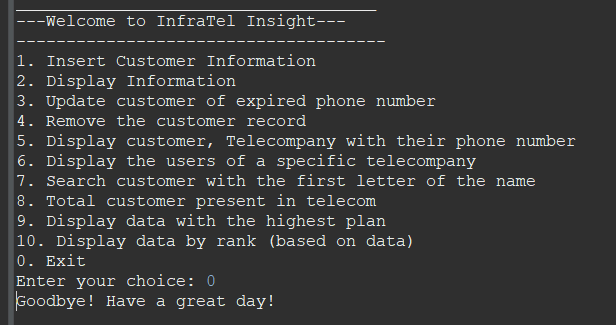 ____________________________________
---Welcome to InfraTel Insight---
-------------------------------------
1. Insert Customer Information
2. Display Information
3. Update customer of expired phone number
4. Remove the customer record
5. Display customer, Telecompany with their phone number
6. Display the users of a specific telecompany
7. Search customer with the first letter of the name
8. Total customer present in telecom
9. Display data with the highest plan
10. Display data by rank (based on data)
0. Exit
Enter your choice: 0
Goodbye! Have a great day!